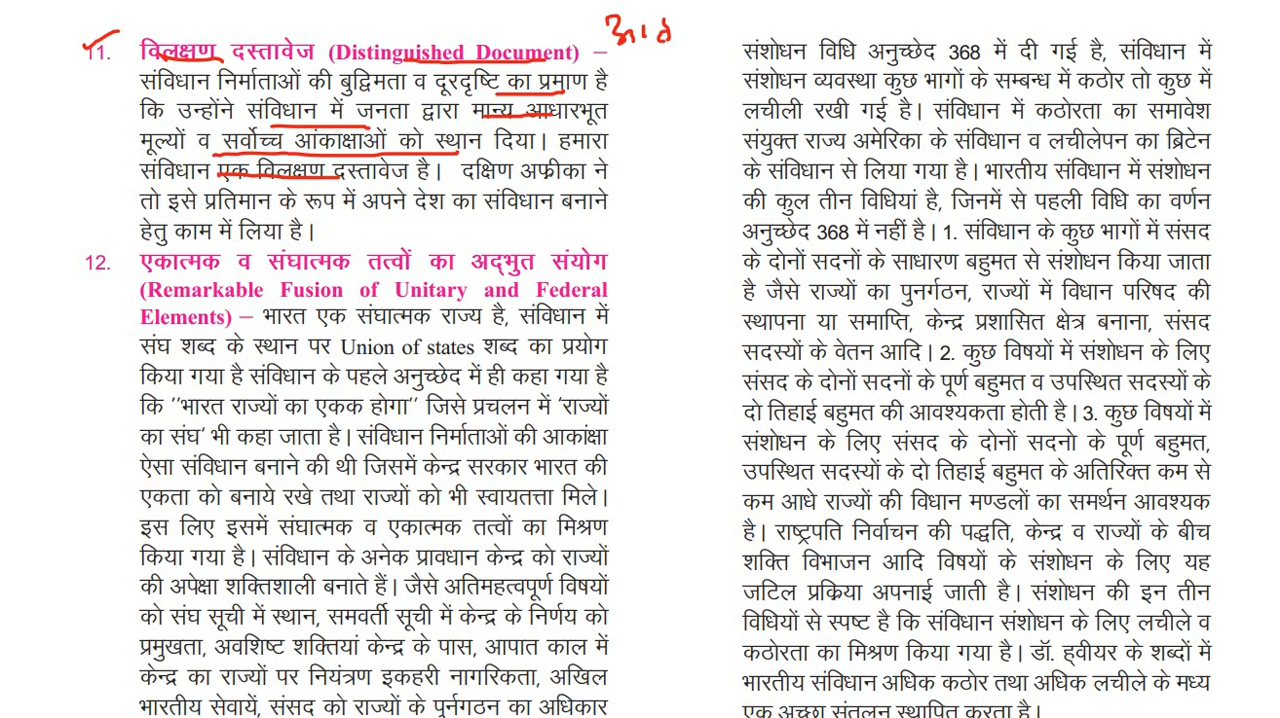 11. विलक्षण दस्तावेज (Distinguished Document) –
संविधान निर्माताओं की बुद्विमता व दूरदृष्टि का प्रमाण है
कि उन्होंने संविधान में जनता द्वारा मान्य आधारभूत
मूल्यों व सर्वोच्च आंकाक्षाओं को स्थान दिया। हमारा
संविधान एक विलक्षण दस्तावेज है। दक्षिण अफ्रीका ने
तो इसे प्रतिमान के रूप में अपने देश का संविधान बनाने
हेतु काम में लिया है।
12. एकात्मक व संघात्मक तत्वों का अद्भुत संयोग
(Remarkable Fusion of Unitary and Federal
Elements) – भारत एक संघात्मक राज्य है, संविधान में
संघ शब्द के स्थान पर Union of states शब्द का प्रयोग
किया गया है संविधान के पहले अनुच्छेद में ही कहा गया है
कि ''भारत राज्यों का एकक होगा'' जिसे प्रचलन में 'राज्यों
का संघ' भी कहा जाता है। संविधान निर्माताओं की आकांक्षा
ऐसा संविधान बनाने की थी जिसमें केन्द्र सरकार भारत की
एकता को बनाये रखे तथा राज्यों को भी स्वायतत्ता मिले।
इस लिए इसमें संघात्मक व एकात्मक तत्वों का मिश्रण
किया गया है। संविधान के अनेक प्रावधान केन्द्र को राज्यों
की अपेक्षा शक्तिशाली बनाते हैं। जैसे अतिमहत्वपूर्ण विषयों
को संघ सूची में स्थान, समवर्ती सूची में केन्द्र के निर्णय को
प्रमुखता, अवशिष्ट शक्तियां केन्द्र के पास, आपात काल में
केन्द्र का राज्यों पर नियंत्रण इकहरी नागरिकता, अखिल
भारतीय सेवायें, संसद को राज्यों के पुर्नगठन का अधिकार
संशोधन विधि अनुच्छेद 368 में दी गई है, संविधान में
संशोधन व्यवस्था कुछ भागों के सम्बन्ध में कठोर तो कुछ में
लचीली रखी गई है। संविधान में कठोरता का समावेश
संयुक्त राज्य अमेरिका के संविधान व लचीलेपन का ब्रिटेन
के संविधान से लिया गया है। भारतीय संविधान में संशोधन
की कुल तीन विधियां है, जिनमें से पहली विधि का वर्णन
अनुच्छेद 368 में नहीं है। 1. संविधान के कुछ भागों में संसद
के दोनों सदनों के साधारण बहुमत से संशोधन किया जाता
है जैसे राज्यों का पुनर्गठन, राज्यों में विधान परिषद की
स्थापना या समाप्ति, केन्द्र प्रशासित क्षेत्र बनाना, संसद
सदस्यों के वेतन आदि। 2. कुछ विषयों में संशोधन के लिए
संसद के दोनों सदनों के पूर्ण बहुमत व उपस्थित सदस्यों के
दो तिहाई बहुमत की आवश्यकता होती है। 3. कुछ विषयों में
संशोधन के लिए संसद के दोनों सदनो के पूर्ण बहुमत,
उपस्थित सदस्यों के दो तिहाई बहुमत के अतिरिक्त कम से
कम आधे राज्यों की विधान मण्डलों का समर्थन आवश्यक
है। राष्ट्रपति निर्वाचन की पद्धति, केन्द्र व राज्यों के बीच
शक्ति विभाजन आदि विषयों के संशोधन के लिए यह
जटिल प्रक्रिया अपनाई जाती है। संशोधन की इन तीन
विधियों से स्पष्ट है कि संविधान संशोधन के लिए लचीले व
कठोरता का मिश्रण किया गया है। डॉ. ह्वीयर के शब्दों में
भारतीय संविधान अधिक कठोर तथा अधिक लचीले के मध्य
एक अच्छा संतुलन स्थापित करता है।